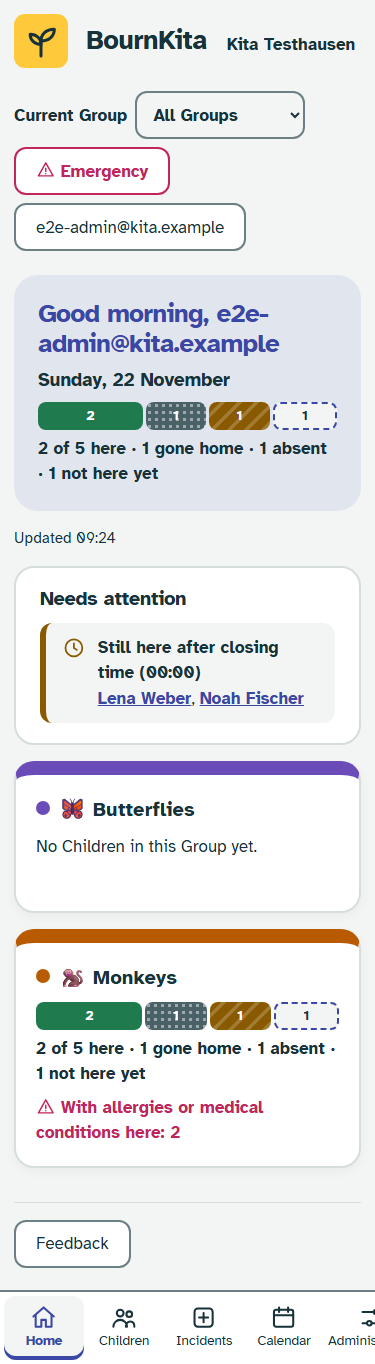 BournKita
Kita Testhausen
Current Group All Groups
Emergency
e2e-admin@kita.example
Good morning, e2e-
admin@kita.example
Sunday, 22 November
2 1 1 1
2 of 5 here · 1 gone home · 1 absent
· 1 not here yet
Updated 09:24
Needs attention
Still here after closing
time (00:00)
Lena Weber, Noah Fischer
Butterflies
No Children in this Group yet.
Monkeys
2 1 1 1
2 of 5 here · 1 gone home · 1 absent ·
1 not here yet
With allergies or medical
conditions here: 2
Feedback
Home Children Incidents Calendar Adminis